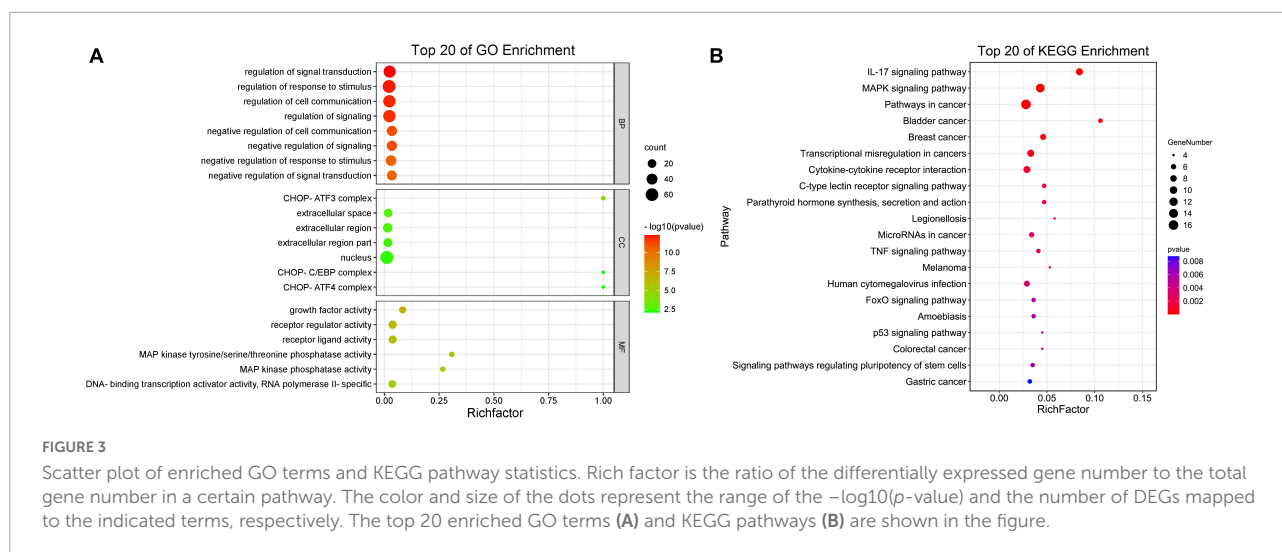 A
Top 20 of GO Enrichment
regulation of signal transduction
regulation of response to stimulus
regulation of cell communication
regulation of signaling
negative regulation of cell communication
negative regulation of signaling
negative regulation of response to stimulus
negative regulation of signal transduction
BP
CHOP- ATF3 complex
extracellular space
extracellular region
extracellular region part
nucleus
CHOP- C/EBP complex
CHOP- ATF4 complex
CC
growth factor activity
receptor regulator activity
receptor ligand activity
MAP kinase tyrosine/serine/threonine phosphatase activity
MAP kinase phosphatase activity
DNA- binding transcription activator activity, RNA polymerase II- specific
MF
0.00 0.25 0.50 0.75 1.00
Richfactor
count
20
40
60
- log10(pvalue)
10.0
7.5
5.0
2.5
B
Top 20 of KEGG Enrichment
Pathway
IL-17 signaling pathway
MAPK signaling pathway
Pathways in cancer
Bladder cancer
Breast cancer
Transcriptional misregulation in cancers
Cytokine-cytokine receptor interaction
C-type lectin receptor signaling pathway
Parathyroid hormone synthesis, secretion and action
Legionellosis
MicroRNAs in cancer
TNF signaling pathway
Melanoma
Human cytomegalovirus infection
FoxO signaling pathway
Amoebiasis
p53 signaling pathway
Colorectal cancer
Signaling pathways regulating pluripotency of stem cells
Gastric cancer
0.00 0.05 0.10 0.15
RichFactor
GeneNumber
4
6
8
10
12
14
16
pvalue
0.008
0.006
0.004
0.002
FIGURE 3
Scatter plot of enriched GO terms and KEGG pathway statistics. Rich factor is the ratio of the differentially expressed gene number to the total
gene number in a certain pathway. The color and size of the dots represent the range of the −log10(p-value) and the number of DEGs mapped
to the indicated terms, respectively. The top 20 enriched GO terms (A) and KEGG pathways (B) are shown in the figure.